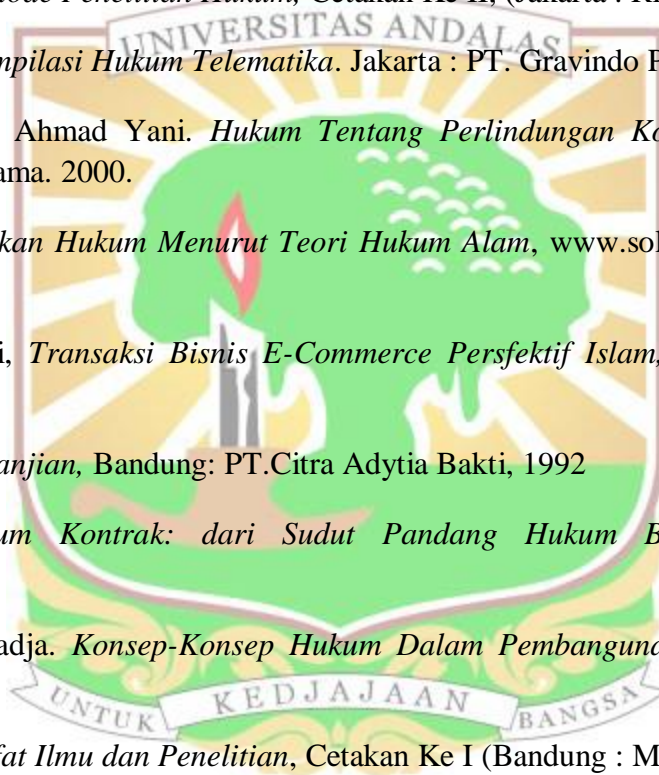 tode Penelitian Hukum, Cetakan Ke II, (Jakarta :
UNIVERSITAS ANDALAS
mpilasi Hukum Telematika. Jakarta : PT. Gravindo
Ahmad Yani. Hukum Tentang Perlindungan Ko
ama. 2000.
kan Hukum Menurut Teori Hukum Alam, www.sol
i, Transaksi Bisnis E-Commerce Persfektif Islam,
anjian, Bandung: PT.Citra Adytia Bakti, 1992
um Kontrak: dari Sudut Pandang Hukum B
adja. Konsep-Konsep Hukum Dalam Pembanguna
UNTUK KEDJAJAAN BANGSA
fat Ilmu dan Penelitian, Cetakan Ke I (Bandung : M